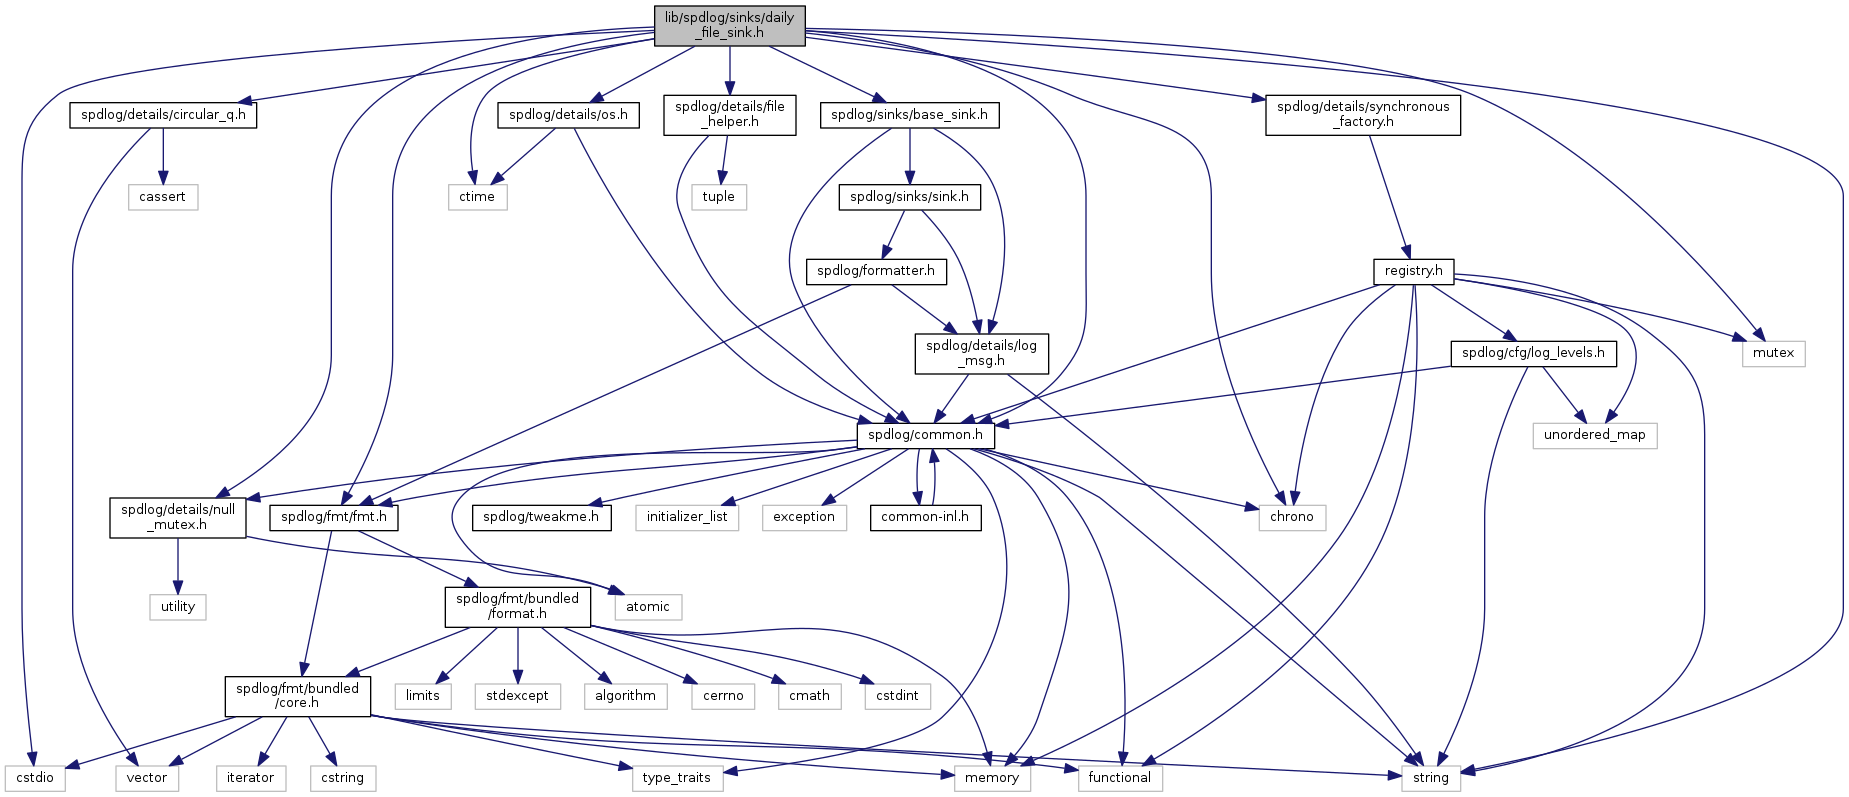 lib/spdlog/sinks/daily
_file_sink.h
spdlog/details/circular_q.h
spdlog/details/os.h
spdlog/details/file
_helper.h
spdlog/sinks/base_sink.h
spdlog/details/synchronous
_factory.h
cassert
ctime
tuple
spdlog/sinks/sink.h
spdlog/formatter.h
registry.h
spdlog/details/log
_msg.h
spdlog/cfg/log_levels.h
mutex
spdlog/common.h
unordered_map
spdlog/details/null
_mutex.h
spdlog/fmt/fmt.h
spdlog/tweakme.h
initializer_list
exception
common-inl.h
chrono
utility
spdlog/fmt/bundled
/format.h
atomic
spdlog/fmt/bundled
/core.h
limits
stdexcept
algorithm
cerrno
cmath
cstdint
cstdio
vector
iterator
cstring
type_traits
memory
functional
string